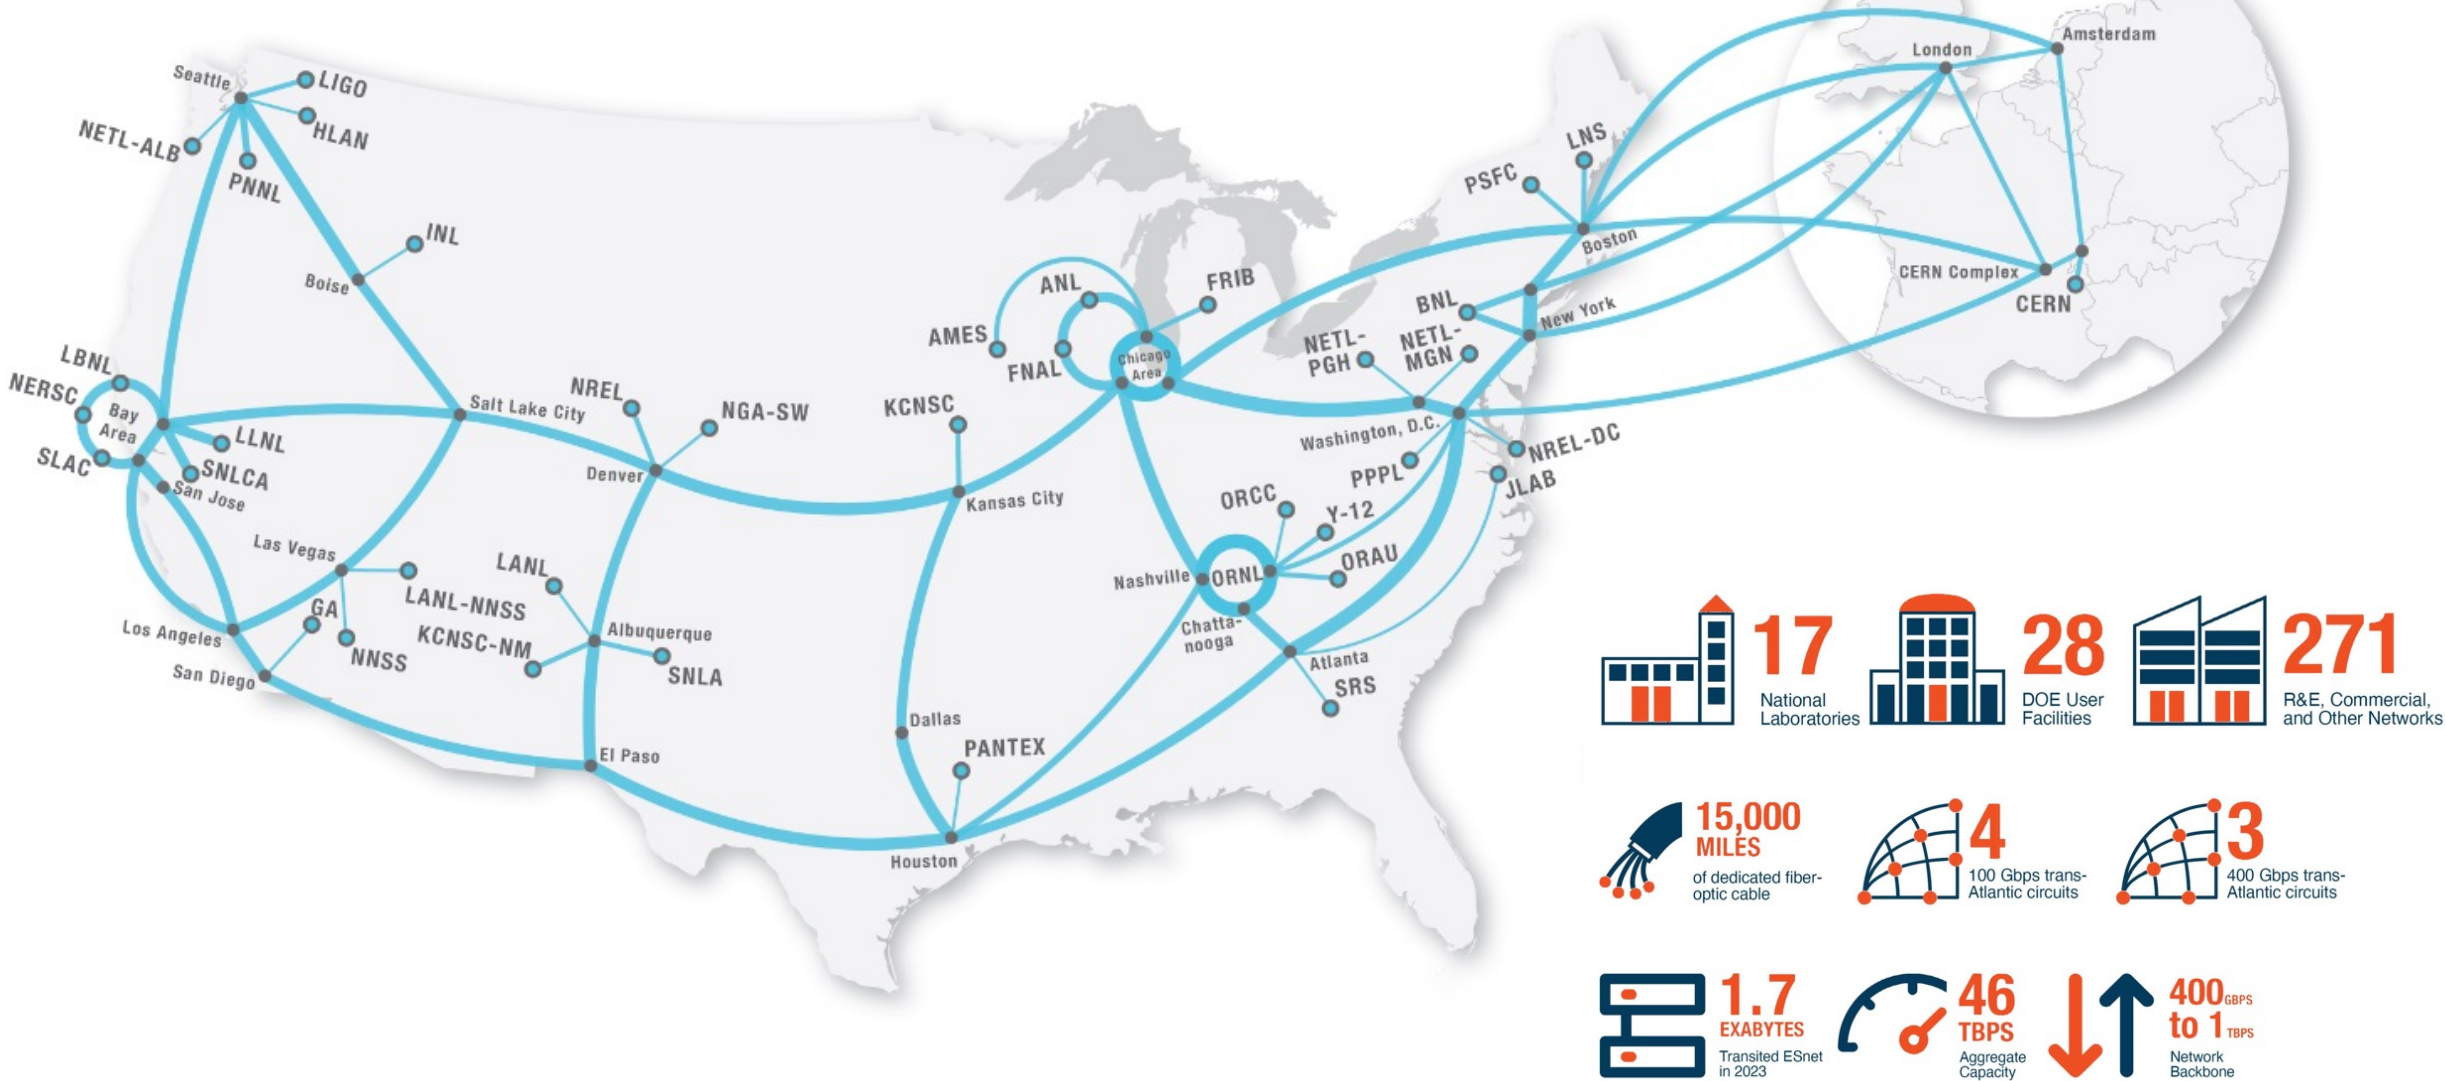 Seattle
LIGO
HLAN
NETL-ALB
PNNL
INL
Boise
LBNL
NERSC
Bay
Area
SLAC
LLNL
SNLCA
San Jose
Salt Lake City
NREL
NGA-SW
Denver
KCNSC
Kansas City
Las Vegas
LANL-NNSS
GA
NNSS
Los Angeles
San Diego
LANL
KCNSC-NM
Albuquerque
SNLA
El Paso
Dallas
PANTEX
Houston
AMES
ANL
FNAL
FRIB
Chicago
Area
Nashville
ORNL
ORCC
Y-12
ORAU
Chatta-
nooga
Atlanta
SRS
NETL-
PGH
NETL-
MGN
Washington, D.C.
PPPL
NREL-DC
JLAB
BNL
New York
PSFC
LNS
Boston
London
Amsterdam
CERN Complex
CERN
17
National
Laboratories
28
DOE User
Facilities
271
R&E, Commercial,
and Other Networks
15,000
MILES
of dedicated fiber-
optic cable
4
100 Gbps trans-
Atlantic circuits
3
400 Gbps trans-
Atlantic circuits
1.7
EXABYTES
Transited ESnet
in 2023
46
TBPS
Aggregate
Capacity
400 GBPS
to 1 TBPS
Network
Backbone